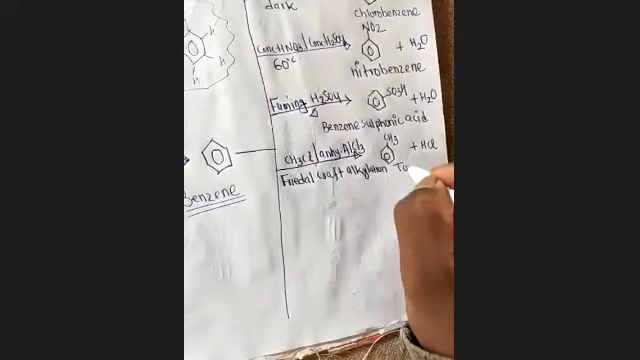 dark
chlorobenzene
NO2
Conc HNO3/Conc H2SO4
60°C
+ H2O
nitrobenzene
Fuming H2SO4
Δ
SO3H
+ H2O
Benzene sulphonic acid
CH3
CH3Cl/anhy. AlCl3
+ HCl
Friedal craft alkylation
Benzene
H
H
H